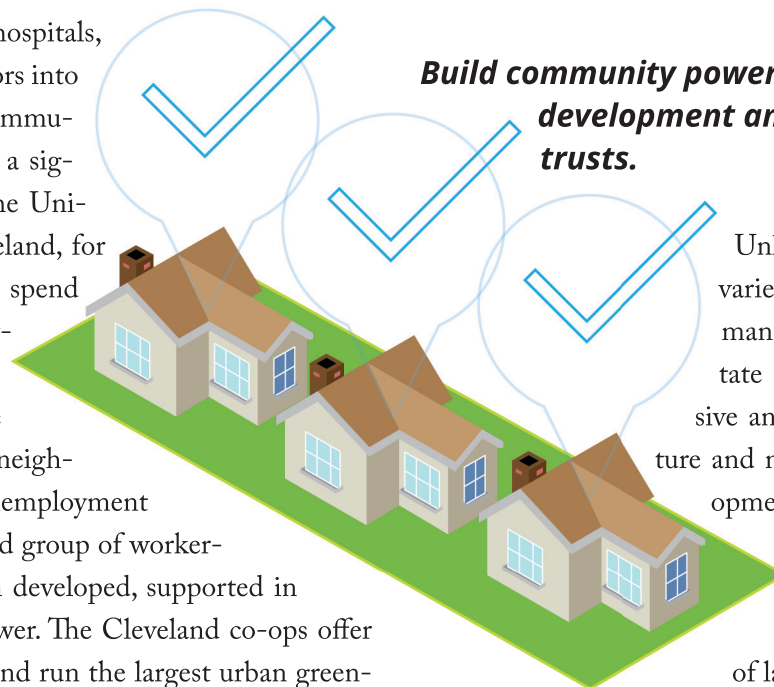 hospitals,
ors into
mmu-
a sig-
he Uni-
eland, for
spend
-
neigh-
employment
d group of worker-
developed, supported in
wer. The Cleveland co-ops offer
nd run the largest urban green-
Build community power
development an
trusts.
Unl
varie
man
tate
sive an
ture and n
opme
of la